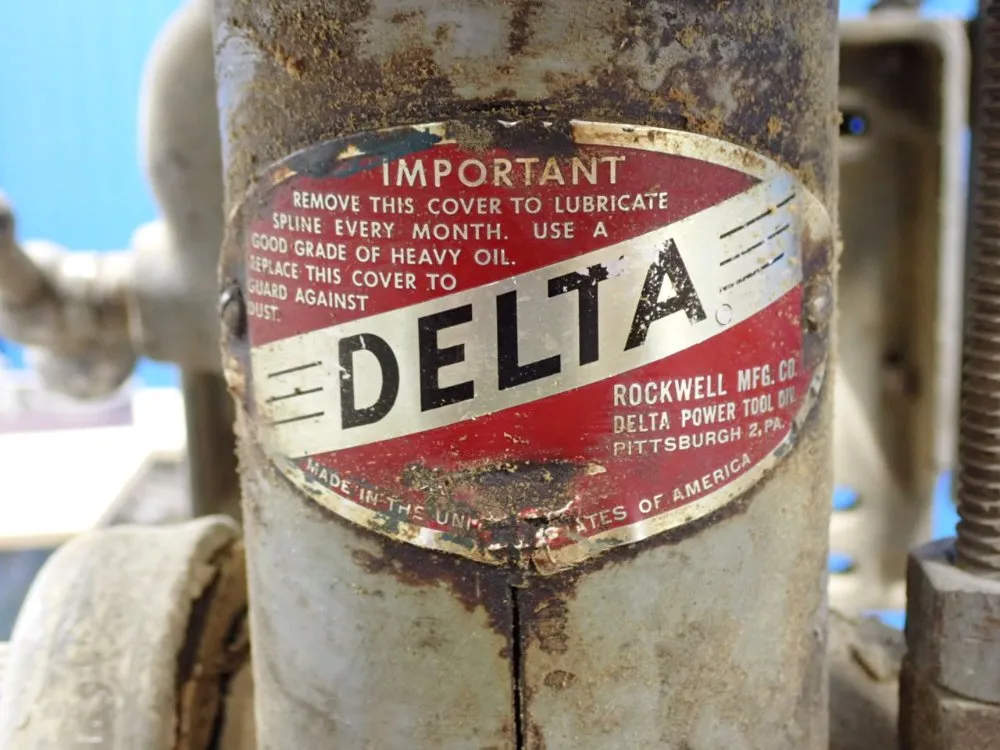 IMPORTANT
REMOVE THIS COVER TO LUBRICATE
SPLINE EVERY MONTH. USE A
GOOD GRADE OF HEAVY OIL.
REPLACE THIS COVER TO
GUARD AGAINST
DUST.
DELTA
ROCKWELL MFG. CO.
DELTA POWER TOOL DIV.
PITTSBURGH 2, PA.
MADE IN THE UNI ATES OF AMERICA